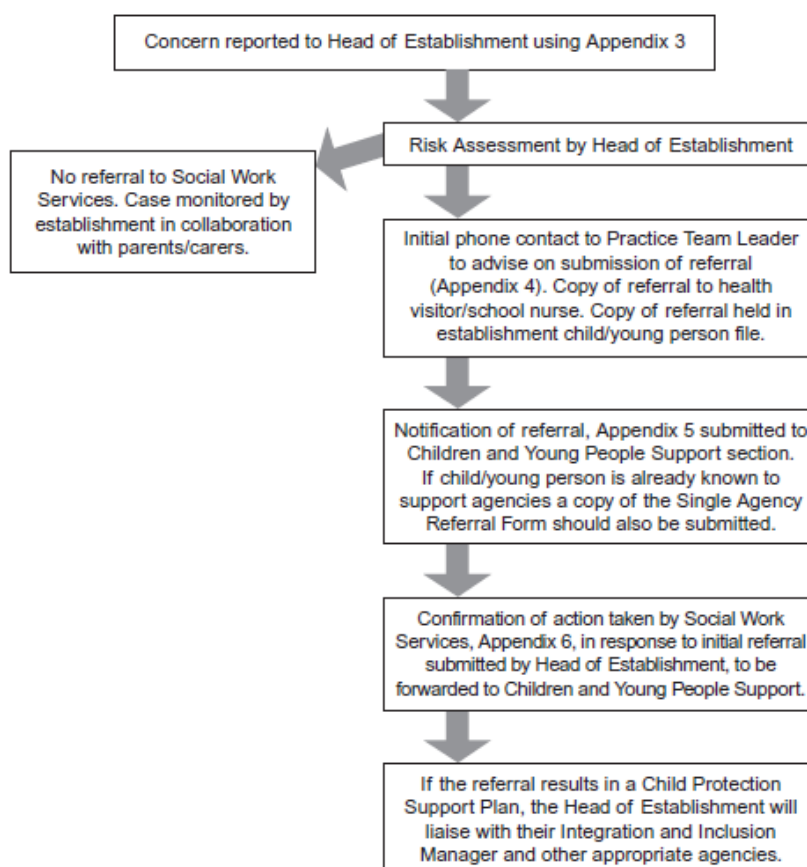 Concern reported to Head of Establishment using Appendix 3
Risk Assessment by Head of Establishment
No referral to Social Work
Services. Case monitored by
establishment in collaboration
with parents/carers.
Initial phone contact to Practice Team Leader
to advise on submission of referral
(Appendix 4). Copy of referral to health
visitor/school nurse. Copy of referral held in
establishment child/young person file.
Notification of referral, Appendix 5 submitted to
Children and Young People Support section.
If child/young person is already known to
support agencies a copy of the Single Agency
Referral Form should also be submitted.
Confirmation of action taken by Social Work
Services, Appendix 6, in response to initial referral
submitted by Head of Establishment, to be
forwarded to Children and Young People Support.
If the referral results in a Child Protection
Support Plan, the Head of Establishment will
liaise with their Integration and Inclusion
Manager and other appropriate agencies.